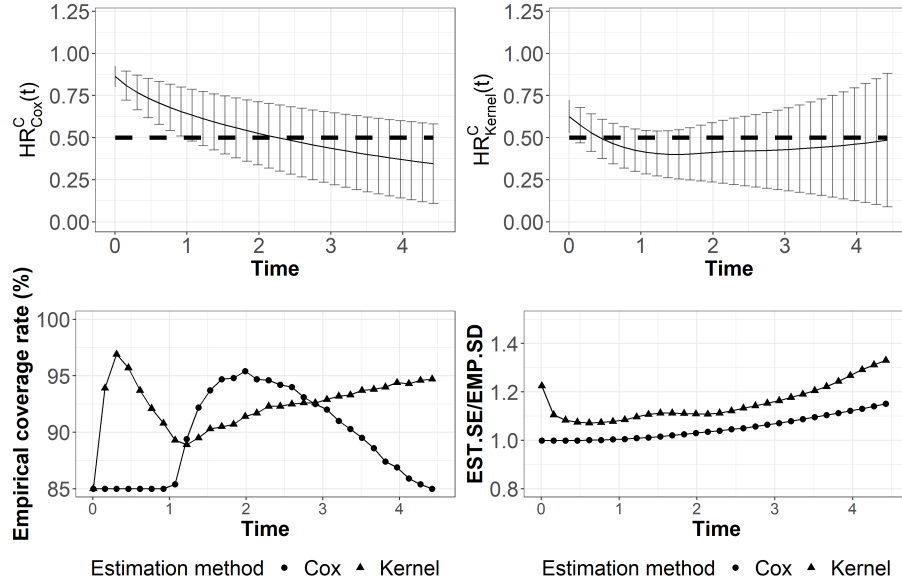 HR^C_Cox(t)
1.25
1.00
0.75
0.50
0.25
0.00
0 1 2 3 4
Time
HR^C_Kernel(t)
1.25
1.00
0.75
0.50
0.25
0.00
0 1 2 3 4
Time
Empirical coverage rate (%)
100
95
90
85
0 1 2 3 4
Time
EST.SE/EMP.SD
1.4
1.2
1.0
0.8
0 1 2 3 4
Time
Estimation method Cox Kernel
Estimation method Cox Kernel